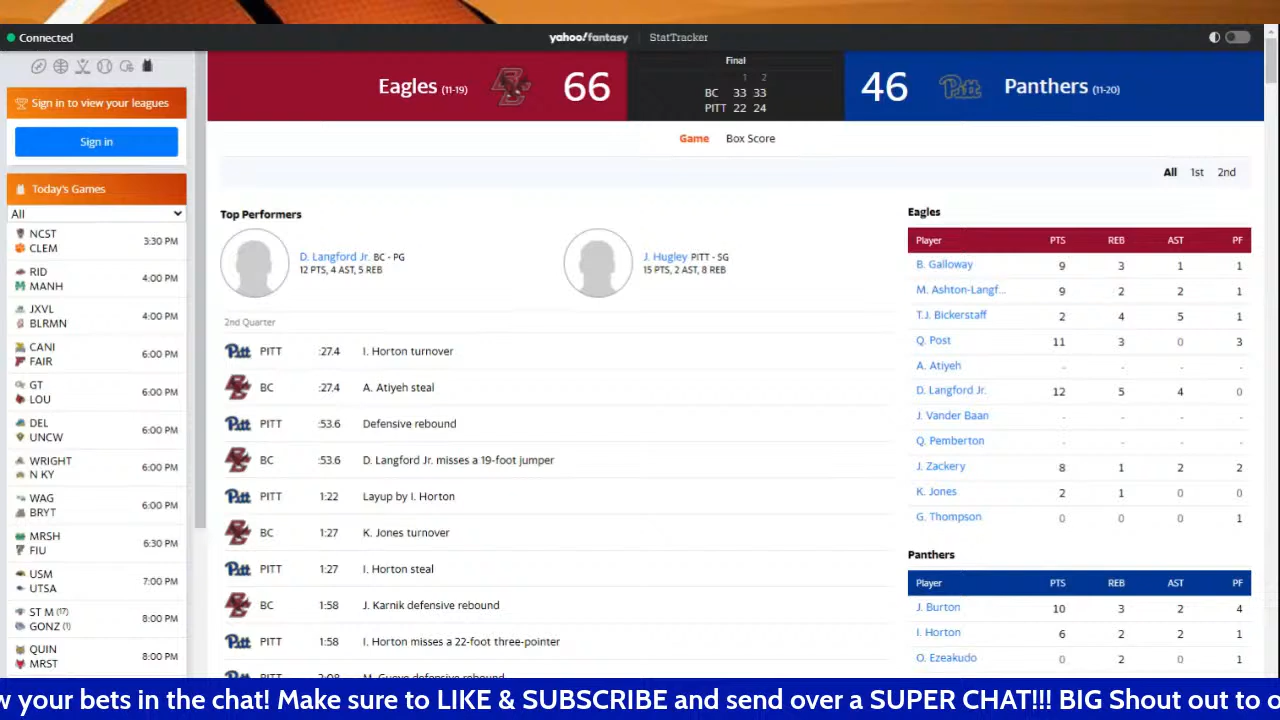 Connected
yahoo!fantasy StatTracker
Sign in to view your leagues
Sign in
Today's Games
All
NCST
CLEM 3:30 PM
RID
MANH 4:00 PM
JXVL
BLRMN 4:00 PM
CANI
FAIR 6:00 PM
GT
LOU 6:00 PM
DEL
UNCW 6:00 PM
WRIGHT
N KY 6:00 PM
WAG
BRYT 6:00 PM
MRSH
FIU 6:30 PM
USM
UTSA 7:00 PM
ST M (17)
GONZ (1) 8:00 PM
QUIN
MRST 8:00 PM
Eagles (11-19) 66
Final
1 2
BC 33 33
PITT 22 24
46 Pitt Panthers (11-20)
Game Box Score
All 1st 2nd
Top Performers
D. Langford Jr. BC - PG
12 PTS, 4 AST, 5 REB
J. Hugley PITT - SG
15 PTS, 2 AST, 8 REB
2nd Quarter
Pitt PITT :27.4 I. Horton turnover
BC BC :27.4 A. Atiyeh steal
Pitt PITT :53.6 Defensive rebound
BC BC :53.6 D. Langford Jr. misses a 19-foot jumper
Pitt PITT 1:22 Layup by I. Horton
BC BC 1:27 K. Jones turnover
Pitt PITT 1:27 I. Horton steal
BC BC 1:58 J. Karnik defensive rebound
Pitt PITT 1:58 I. Horton misses a 22-foot three-pointer
Eagles
Player PTS REB AST PF
B. Galloway 9 3 1 1
M. Ashton-Langf... 9 2 2 1
T.J. Bickerstaff 2 4 5 1
Q. Post 11 3 0 3
A. Atiyeh - - - -
D. Langford Jr. 12 5 4 0
J. Vander Baan - - - -
Q. Pemberton - - - -
J. Zackery 8 1 2 2
K. Jones 2 1 0 0
G. Thompson 0 0 0 1
Panthers
Player PTS REB AST PF
J. Burton 10 3 2 4
I. Horton 6 2 2 1
O. Ezeakudo 0 2 0 1
w your bets in the chat! Make sure to LIKE & SUBSCRIBE and send over a SUPER CHAT!!! BIG Shout out to